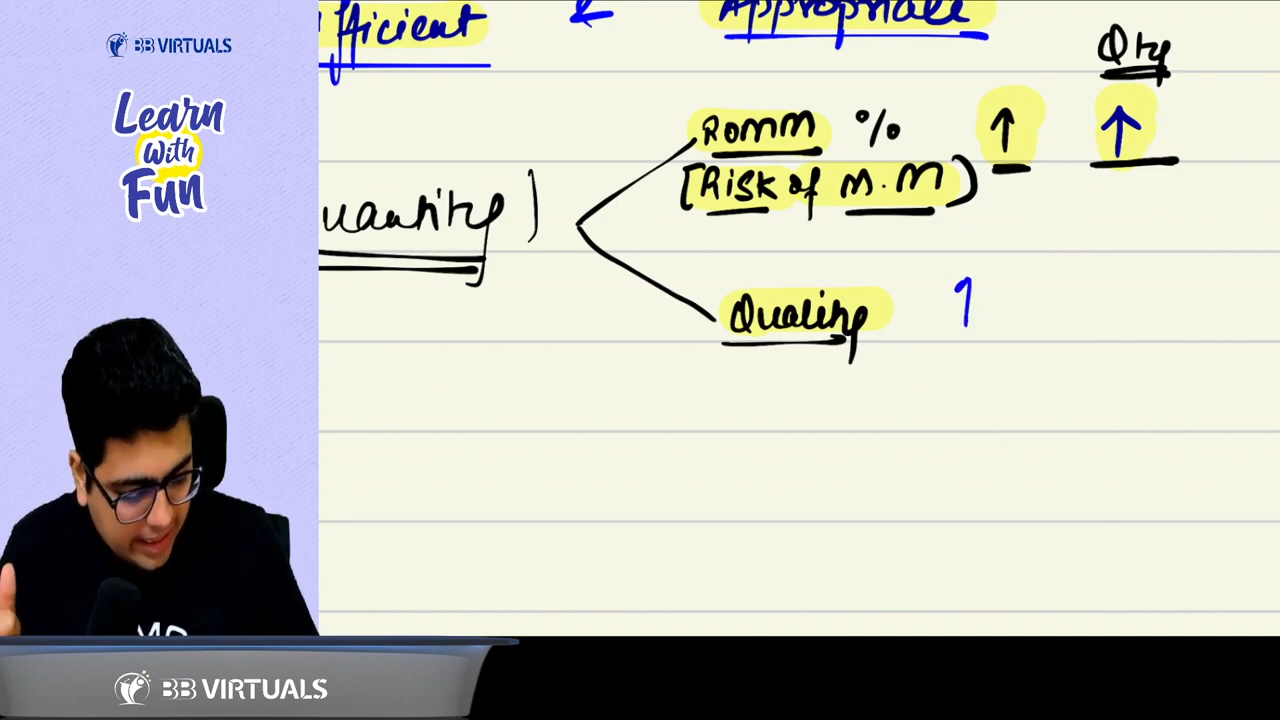 BB VIRTUALS
Learn
With
Fun
fficient & Appropriate
Qty
ROMM % ↑ ↑
[Risk of M.M)
uantity)
Quality ↑
BB VIRTUALS